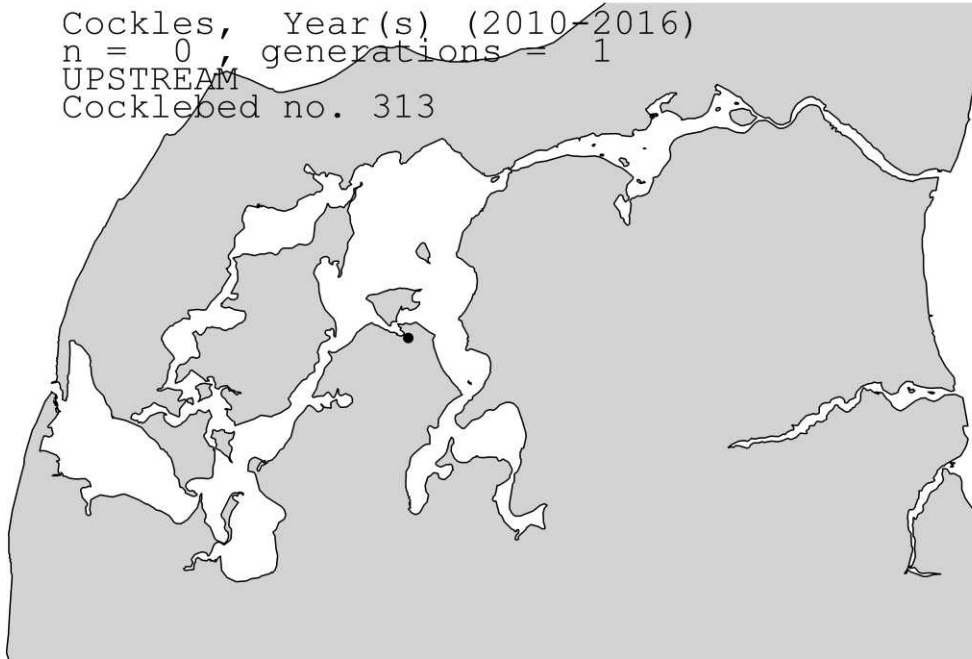 Cockles, Year(s) (2010-2016)
n = 0 , generations = 1
UPSTREAM
Cocklebed no. 313